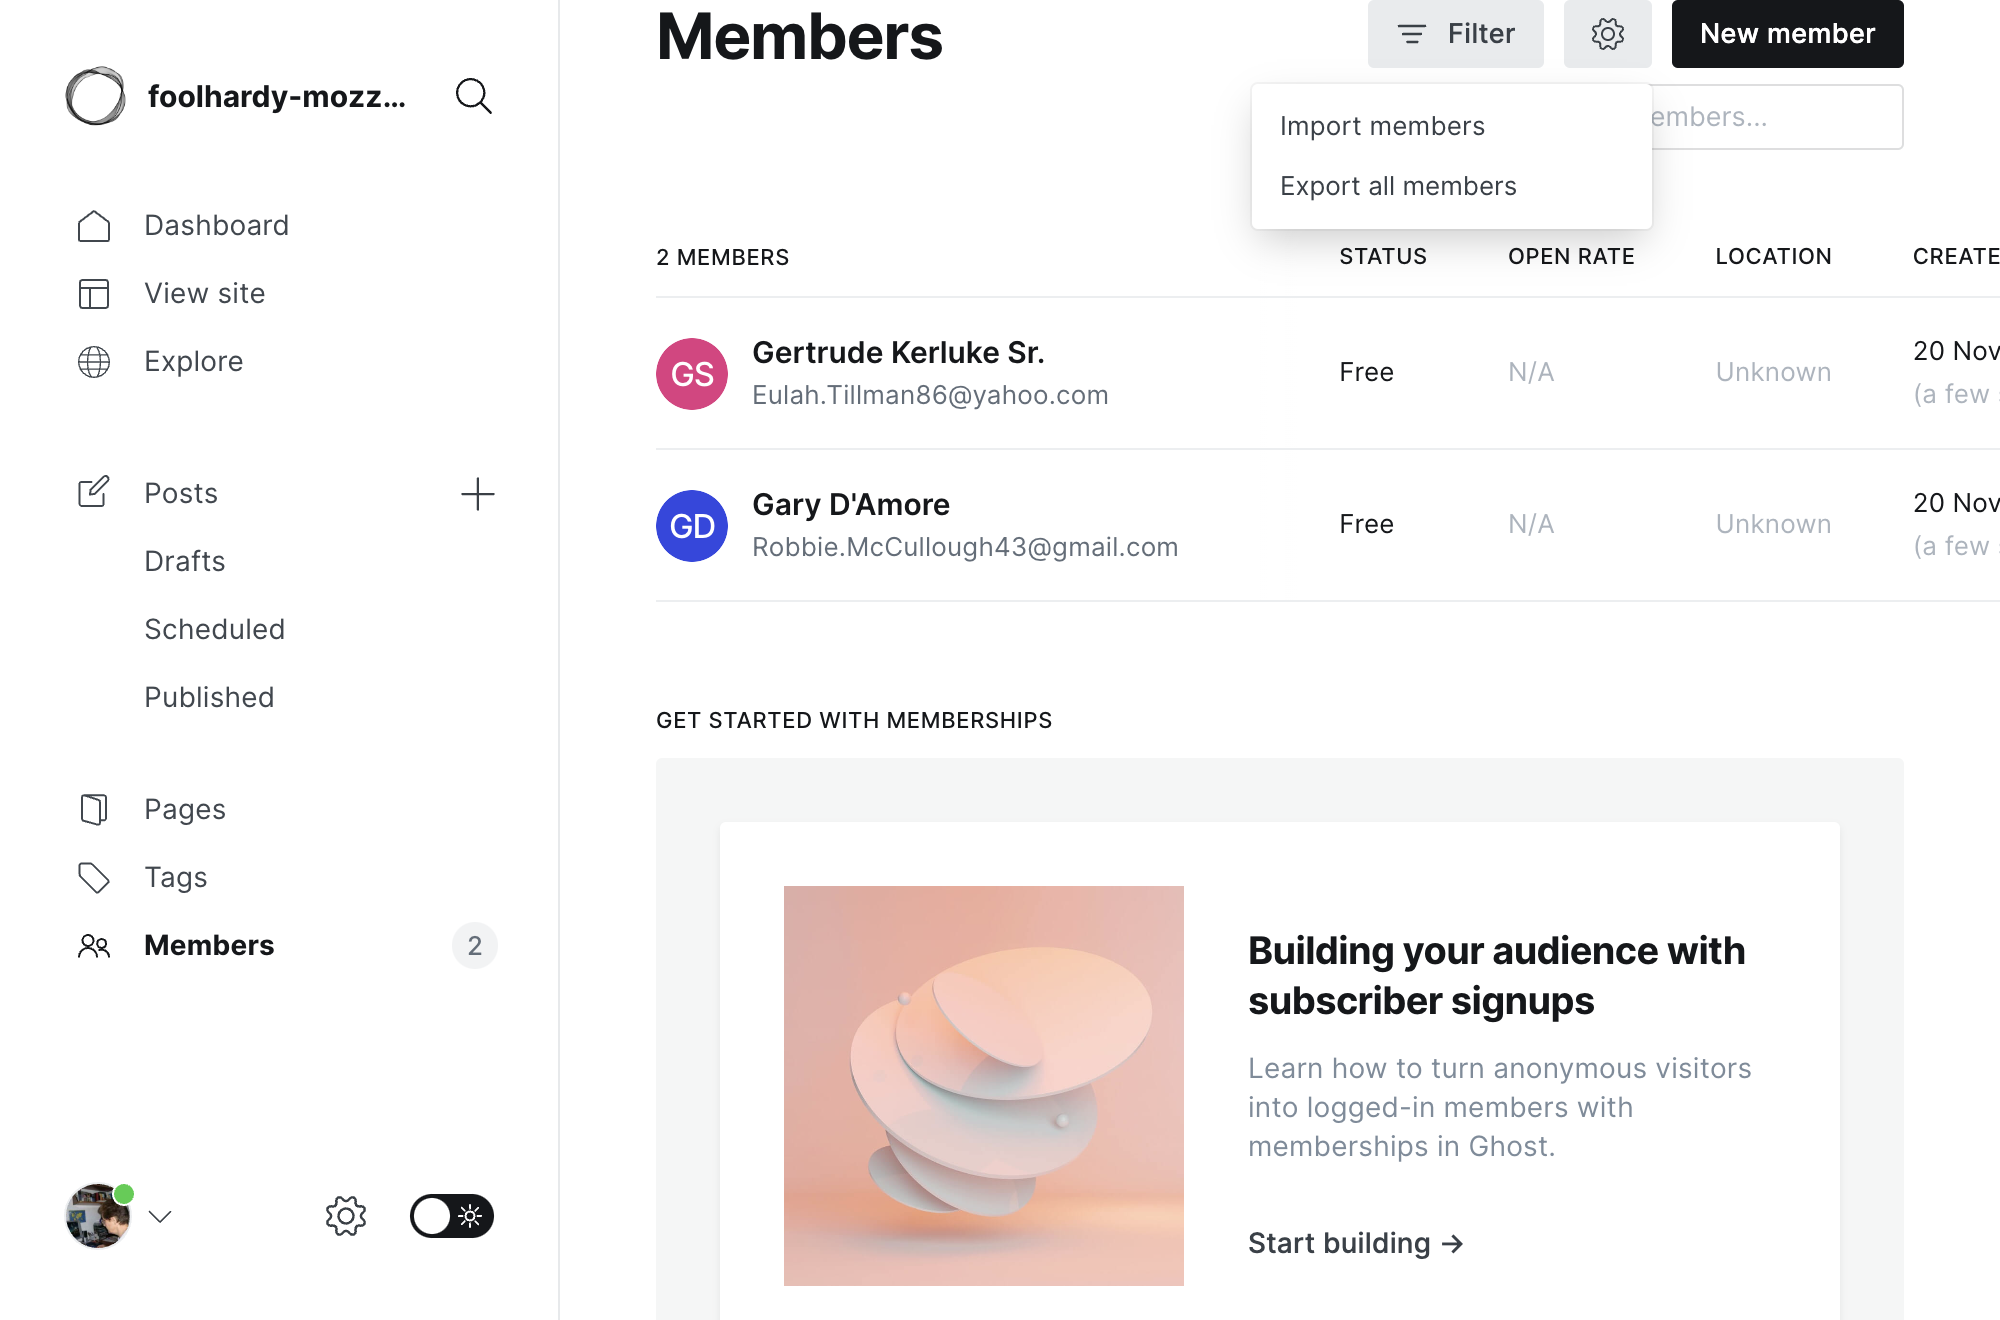 foolhardy-mozz...
Dashboard
View site
Explore
Posts
Drafts
Scheduled
Published
Pages
Tags
Members
2
Members
Filter
New member
Import members
Export all members
embers...
2 MEMBERS
STATUS
OPEN RATE
LOCATION
CREATE
GS
Gertrude Kerluke Sr.
Eulah.Tillman86@yahoo.com
Free
N/A
Unknown
20 Nov
(a few
GD
Gary D'Amore
Robbie.McCullough43@gmail.com
Free
N/A
Unknown
20 Nov
(a few
GET STARTED WITH MEMBERSHIPS
Building your audience with
subscriber signups
Learn how to turn anonymous visitors
into logged-in members with
memberships in Ghost.
Start building →